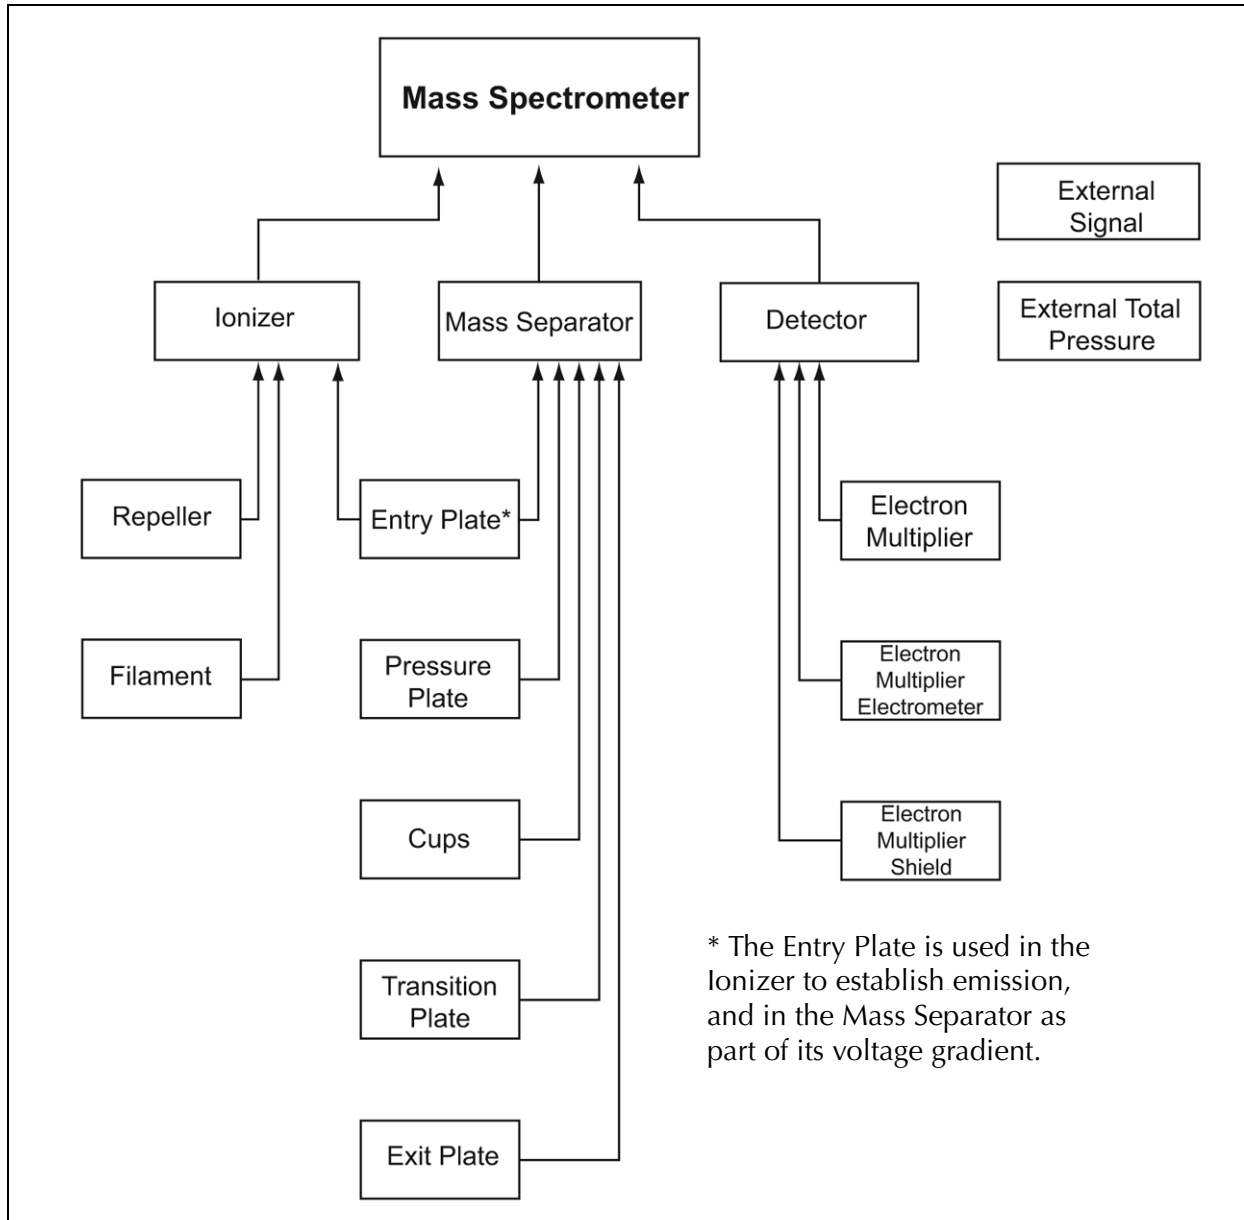 Mass Spectrometer
External
Signal
Ionizer
Mass Separator
Detector
External Total
Pressure
Repeller
Entry Plate*
Electron
Multiplier
Filament
Pressure
Plate
Electron
Multiplier
Electrometer
Cups
Electron
Multiplier
Shield
* The Entry Plate is used in the
Ionizer to establish emission,
and in the Mass Separator as
part of its voltage gradient.
Transition
Plate
Exit Plate